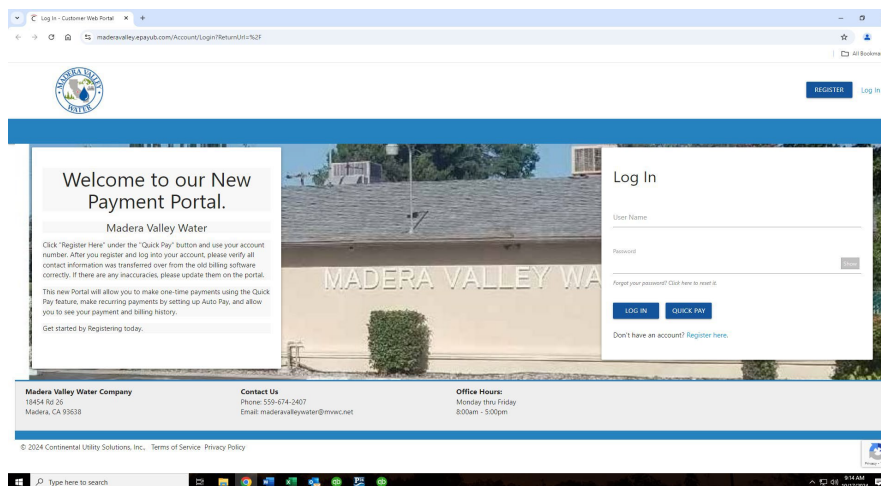 Log In - Customer Web Portal
maderavalley.epayub.com/Account/Login?ReturnUrl=%2F
All Bookma
MADERA VALLEY
WATER
REGISTER Log In
Welcome to our New
Payment Portal.
Madera Valley Water
Click "Register Here" under the "Quick Pay" button and use your account
number. After you register and log into your account, please verify all
contact information was transferred over from the old billing software
correctly. If there are any inaccuracies, please update them on the portal.
This new Portal will allow you to make one-time payments using the Quick
Pay feature, make recurring payments by setting up Auto Pay, and allow
you to see your payment and billing history.
Get started by Registering today.
MADERA VALLEY WA
Log In
User Name
Password
Show
Forgot your password? Click here to reset it.
LOG IN QUICK PAY
Don't have an account? Register here.
Madera Valley Water Company
18454 Rd 26
Madera, CA 93638
Contact Us
Phone: 559-674-2407
Email: maderavalleywater@mvwc.net
Office Hours:
Monday thru Friday
8:00am - 5:00pm
© 2024 Continental Utility Solutions, Inc. Terms of Service Privacy Policy
Type here to search
9:14 AM